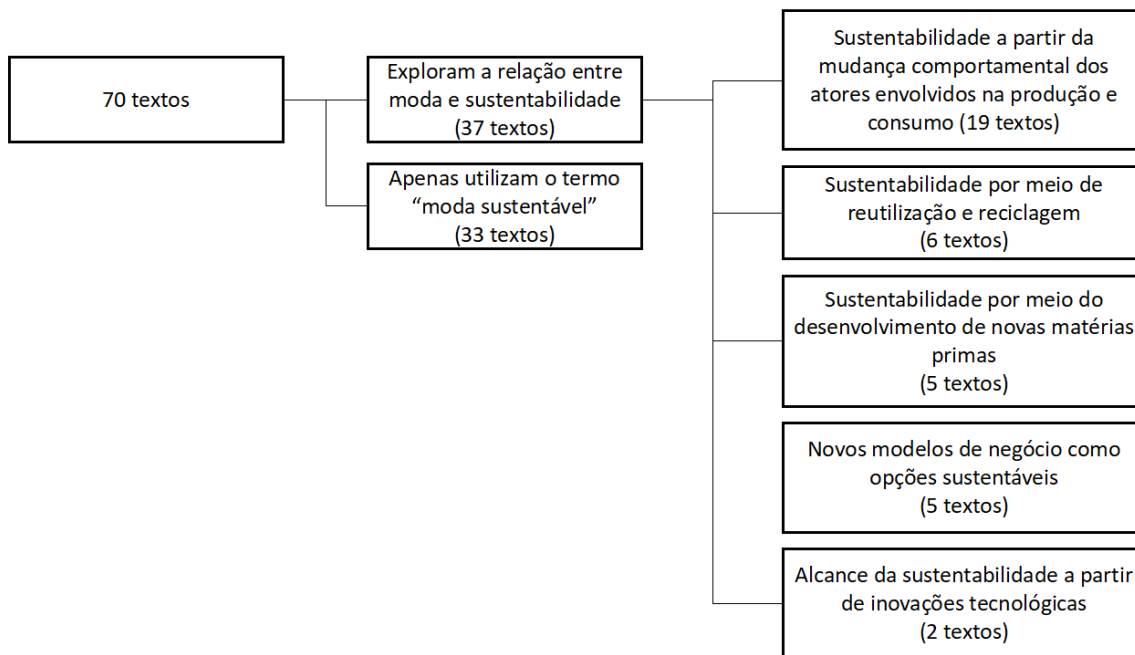 70 textos
Exploram a relação entre
moda e sustentabilidade
(37 textos)
Apenas utilizam o termo
“moda sustentável”
(33 textos)
Sustentabilidade a partir da
mudança comportamental dos
atores envolvidos na produção e
consumo (19 textos)
Sustentabilidade por meio de
reutilização e reciclagem
(6 textos)
Sustentabilidade por meio do
desenvolvimento de novas matérias
primas
(5 textos)
Novos modelos de negócio como
opções sustentáveis
(5 textos)
Alcance da sustentabilidade a partir
de inovações tecnológicas
(2 textos)